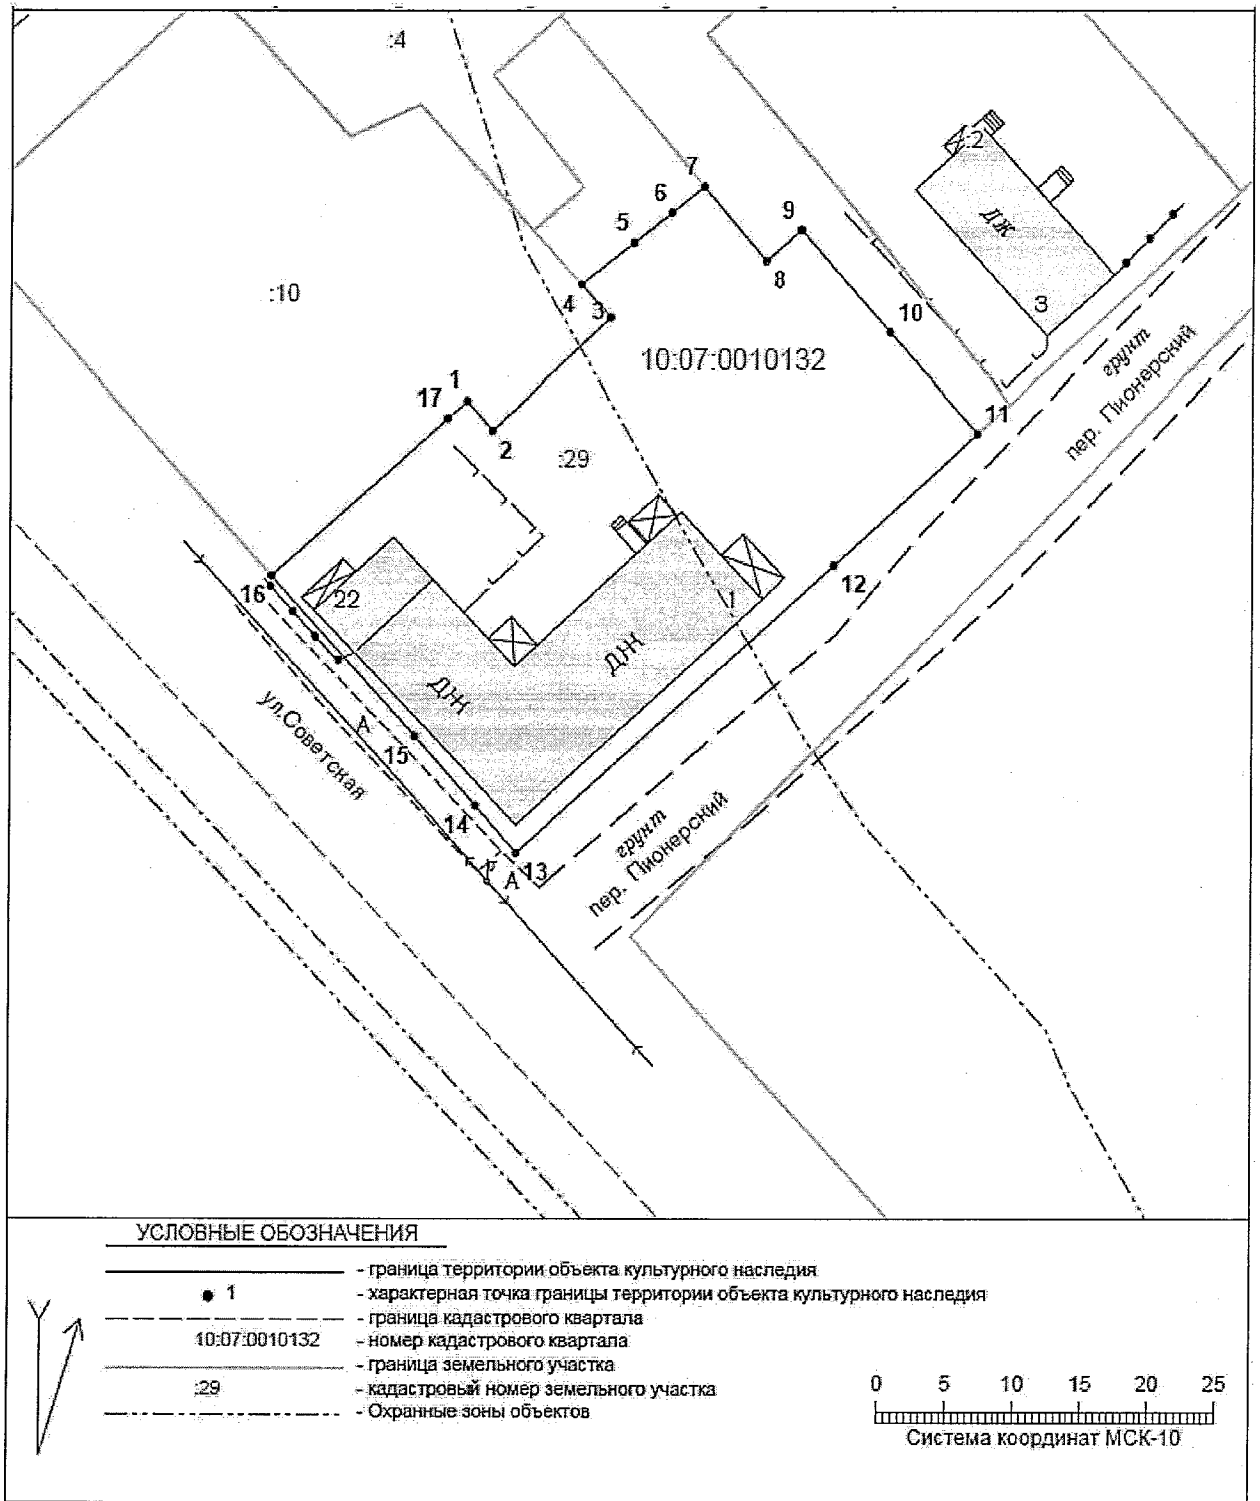 :4
:2
ДЖ
3
7
6
9
5
8
4
3
:10
10
10:07:0010132
грунт
пер. Пионерский
17
1
2
11
:29
12
16
22
1
ДЖ
ДЖ
ул.Советская
А
15
14
13
Г
А
грунт
пер. Пионерский
УСЛОВНЫЕ ОБОЗНАЧЕНИЯ
- граница территории объекта культурного наследия
1 - характерная точка границы территории объекта культурного наследия
- граница кадастрового квартала
10:07:0010132 - номер кадастрового квартала
- граница земельного участка
:29 - кадастровый номер земельного участка
- Охранные зоны объектов
0 5 10 15 20 25
Система координат МСК-10